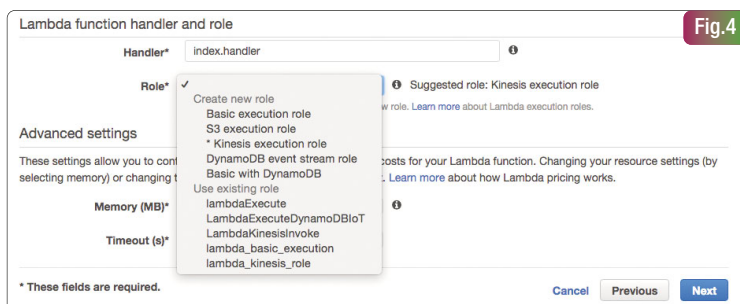 Fig.4
Lambda function handler and role
Handler* index.handler
Role* ✓ Suggested role: Kinesis execution role
Create new role
w role. Learn more about Lambda execution roles.
Basic execution role
S3 execution role
Advanced settings
* Kinesis execution role
DynamoDB event stream role
These settings allow you to costs for your Lambda function. Changing your resource settings (by
Basic with DynamoDB
selecting memory) or changing Learn more about how Lambda pricing works.
Use existing role
Memory (MB)* lambdaExecute
LambdaExecuteDynamoDBIoT
LambdaKinesisInvoke
Timeout (s)* lambda_basic_execution
lambda_kinesis_role
* These fields are required.
Cancel Previous Next